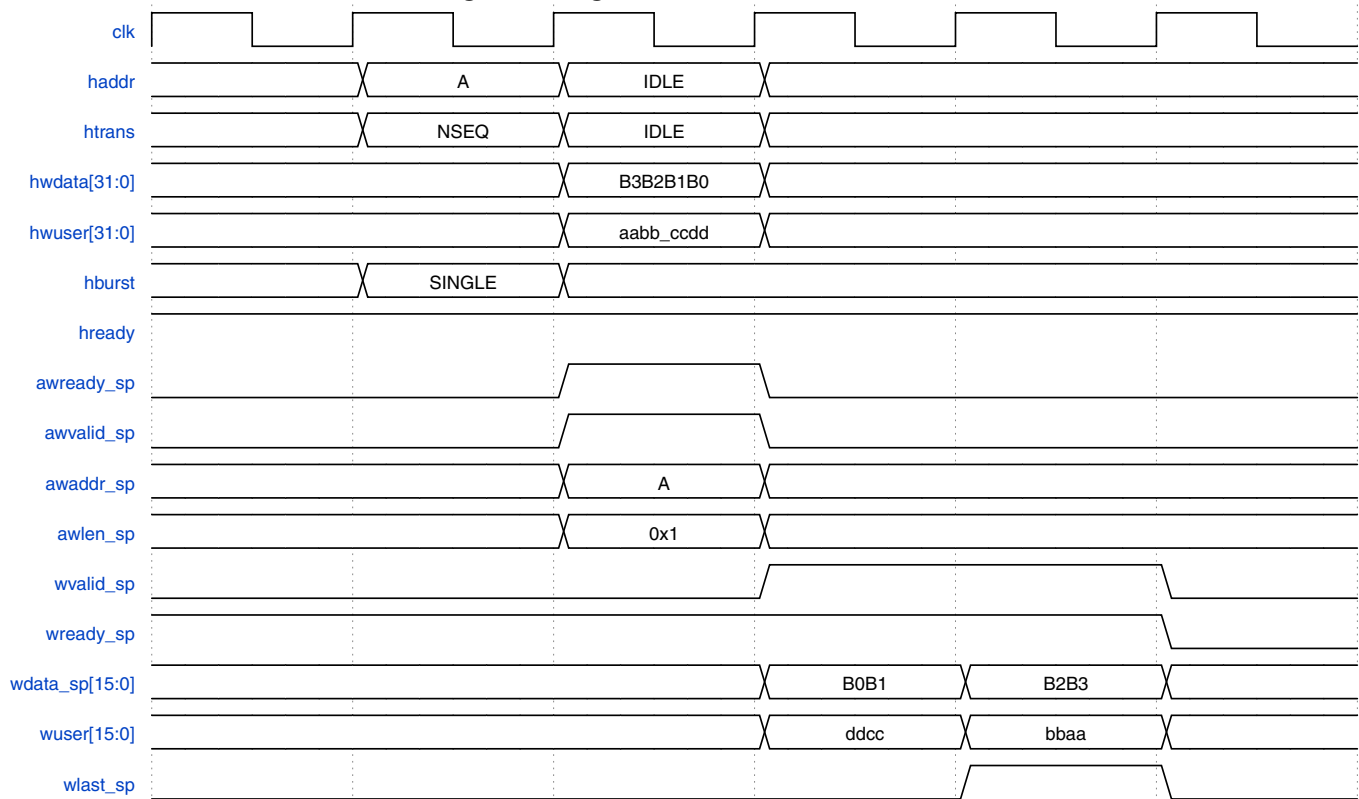 clk
haddr A IDLE
htrans NSEQ IDLE
hwdata[31:0] B3B2B1B0
hwuser[31:0] aabb_ccdd
hburst SINGLE
hready
awready_sp
awvalid_sp
awaddr_sp A
awlen_sp 0x1
wvalid_sp
wready_sp
wdata_sp[15:0] B0B1 B2B3
wuser[15:0] ddcc bbaa
wlast_sp